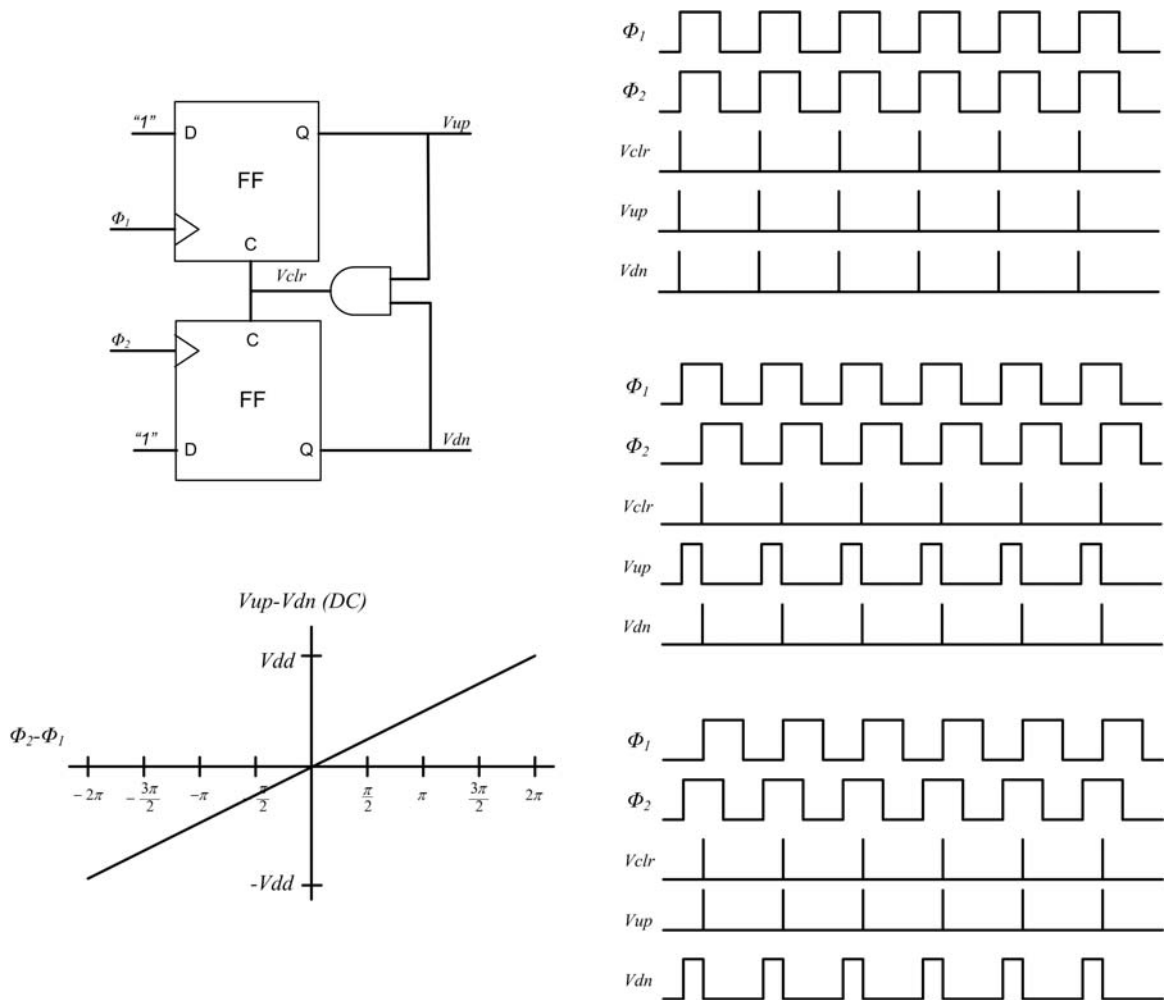 "1"
D
Q
Vup
FF
Φ1
C
Vclr
Φ2
C
FF
"1"
D
Q
Vdn
Vup-Vdn (DC)
Vdd
Φ2-Φ1
-2π
-3π/2
-π
-π/2
π/2
π
3π/2
2π
-Vdd
Φ1
Φ2
Vclr
Vup
Vdn
Φ1
Φ2
Vclr
Vup
Vdn
Φ1
Φ2
Vclr
Vup
Vdn